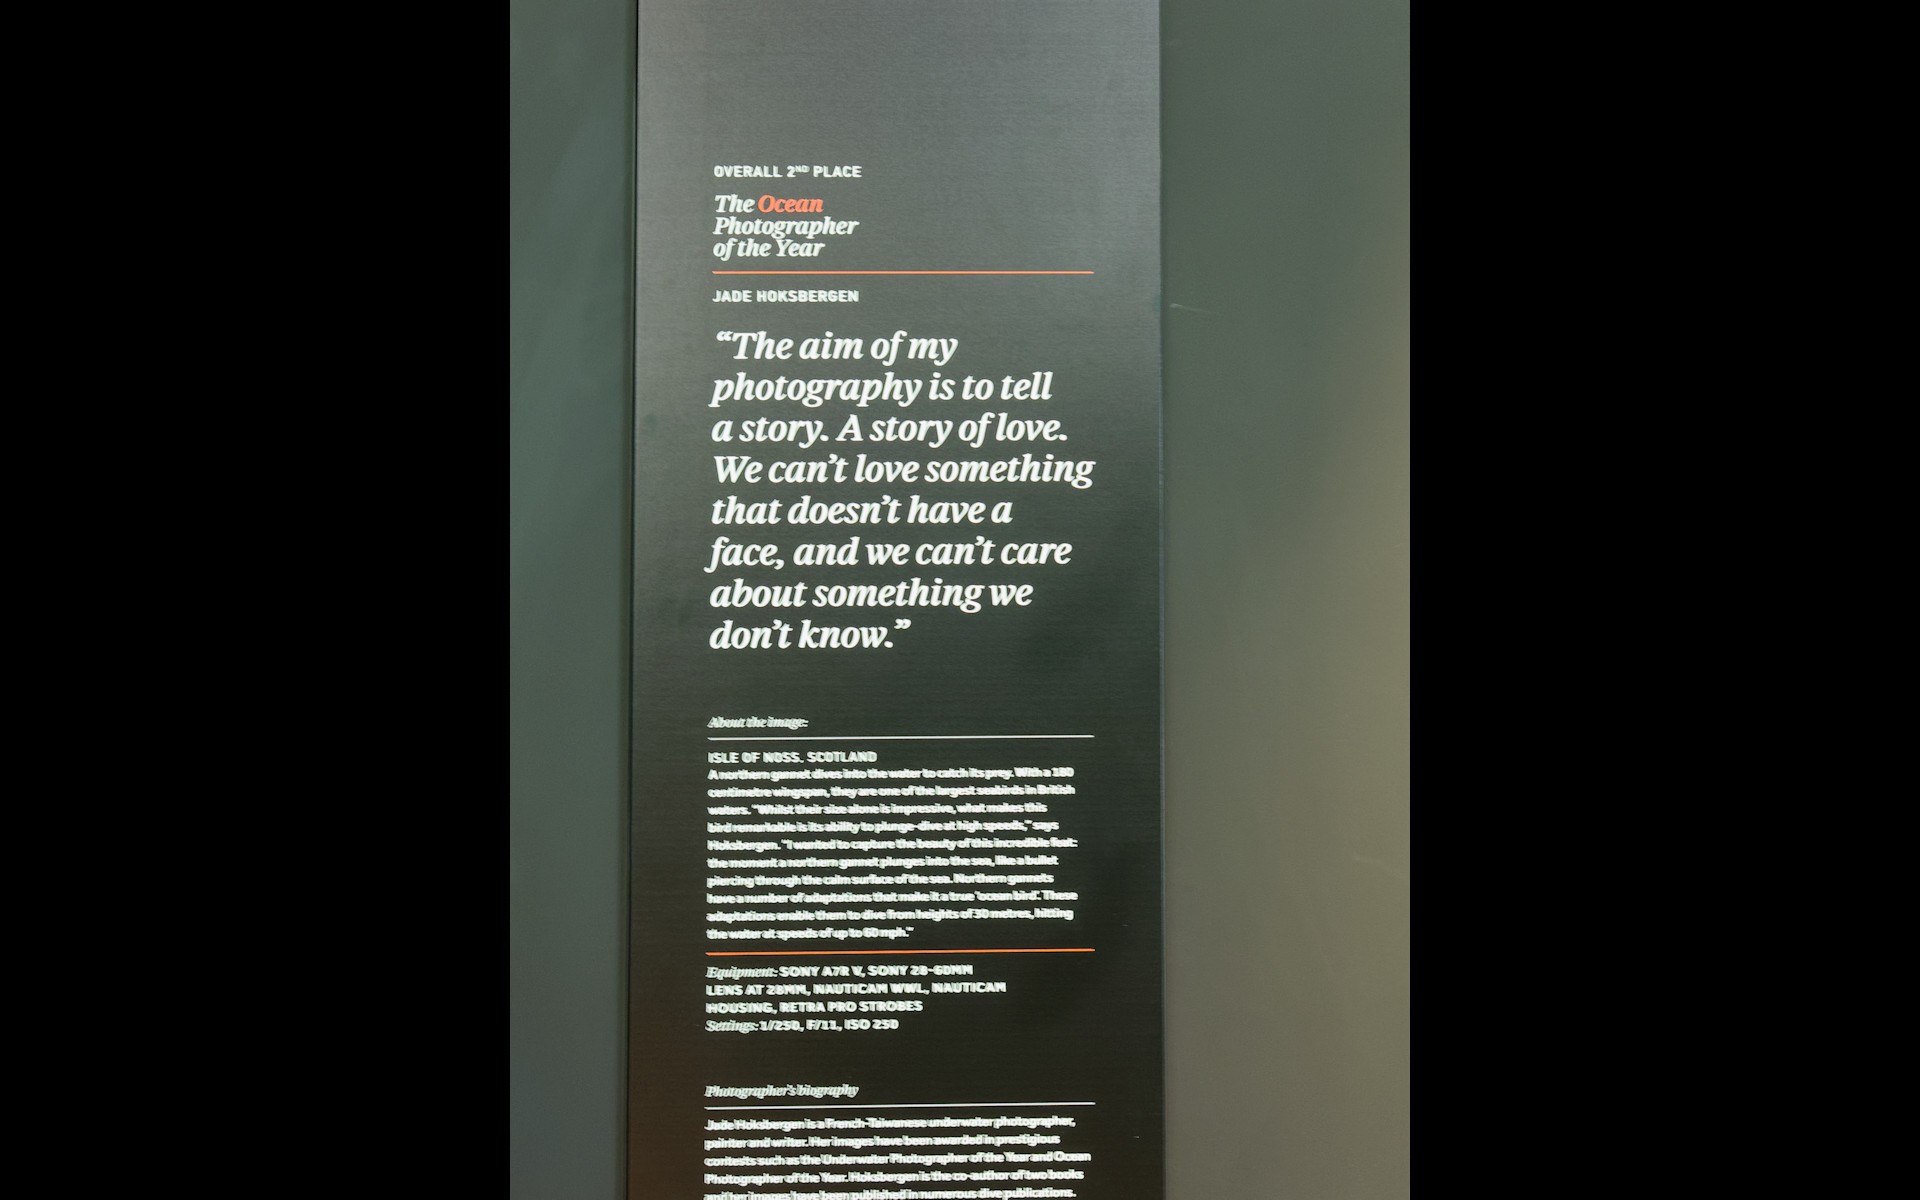 OVERALL 2ND PLACE
The Ocean
Photographer
of the Year
JADE HOKSBERGEN
“The aim of my
photography is to tell
a story. A story of love.
We can’t love something
that doesn’t have a
face, and we can’t care
about something we
don’t know.”
About the image:
ISLE OF NOSS, SCOTLAND
A northern gannet dives into the water to catch its prey. With a 180
centimetre wingspan, they are one of the largest seabirds in British
waters. “Whilst their size alone is impressive, what makes this
bird remarkable is its ability to plunge-dive at high speeds,” says
Hoksbergen. “I wanted to capture the beauty of this incredible feat:
the moment a northern gannet plunges into the sea, like a bullet
piercing through the calm surface of the sea. Northern gannets
have a number of adaptations that make it a true ‘ocean bird’. These
adaptations enable them to dive from heights of 30 metres, hitting
the water at speeds of up to 60 mph.”
Equipment: SONY A7R V, SONY 28-60MM
LENS AT 28MM, NAUTICAM WWL, NAUTICAM
HOUSING, RETRA PRO STROBES
Settings: 1/250, F/11, ISO 250
Photographer’s biography
Jade Hoksbergen is a French-Taiwanese underwater photographer,
painter and writer. Her images have been awarded in prestigious
contests such as the Underwater Photographer of the Year and Ocean
Photographer of the Year. Hoksbergen is the co-author of two books
and her images have been published in numerous dive publications.